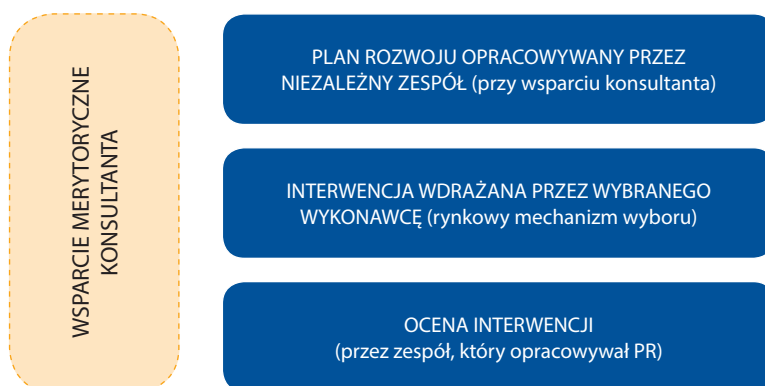 WSPARCIE MERYTORYCZNE
KONSULTANTA
PLAN ROZWOJU OPRACOWYWANY PRZEZ
NIEZALEŻNY ZESPÓŁ (przy wsparciu konsultanta)
INTERWENCJA WDRAŻANA PRZEZ WYBRANEGO
WYKONAWCĘ (rynkowy mechanizm wyboru)
OCENA INTERWENCJI
(przez zespół, który opracowywał PR)